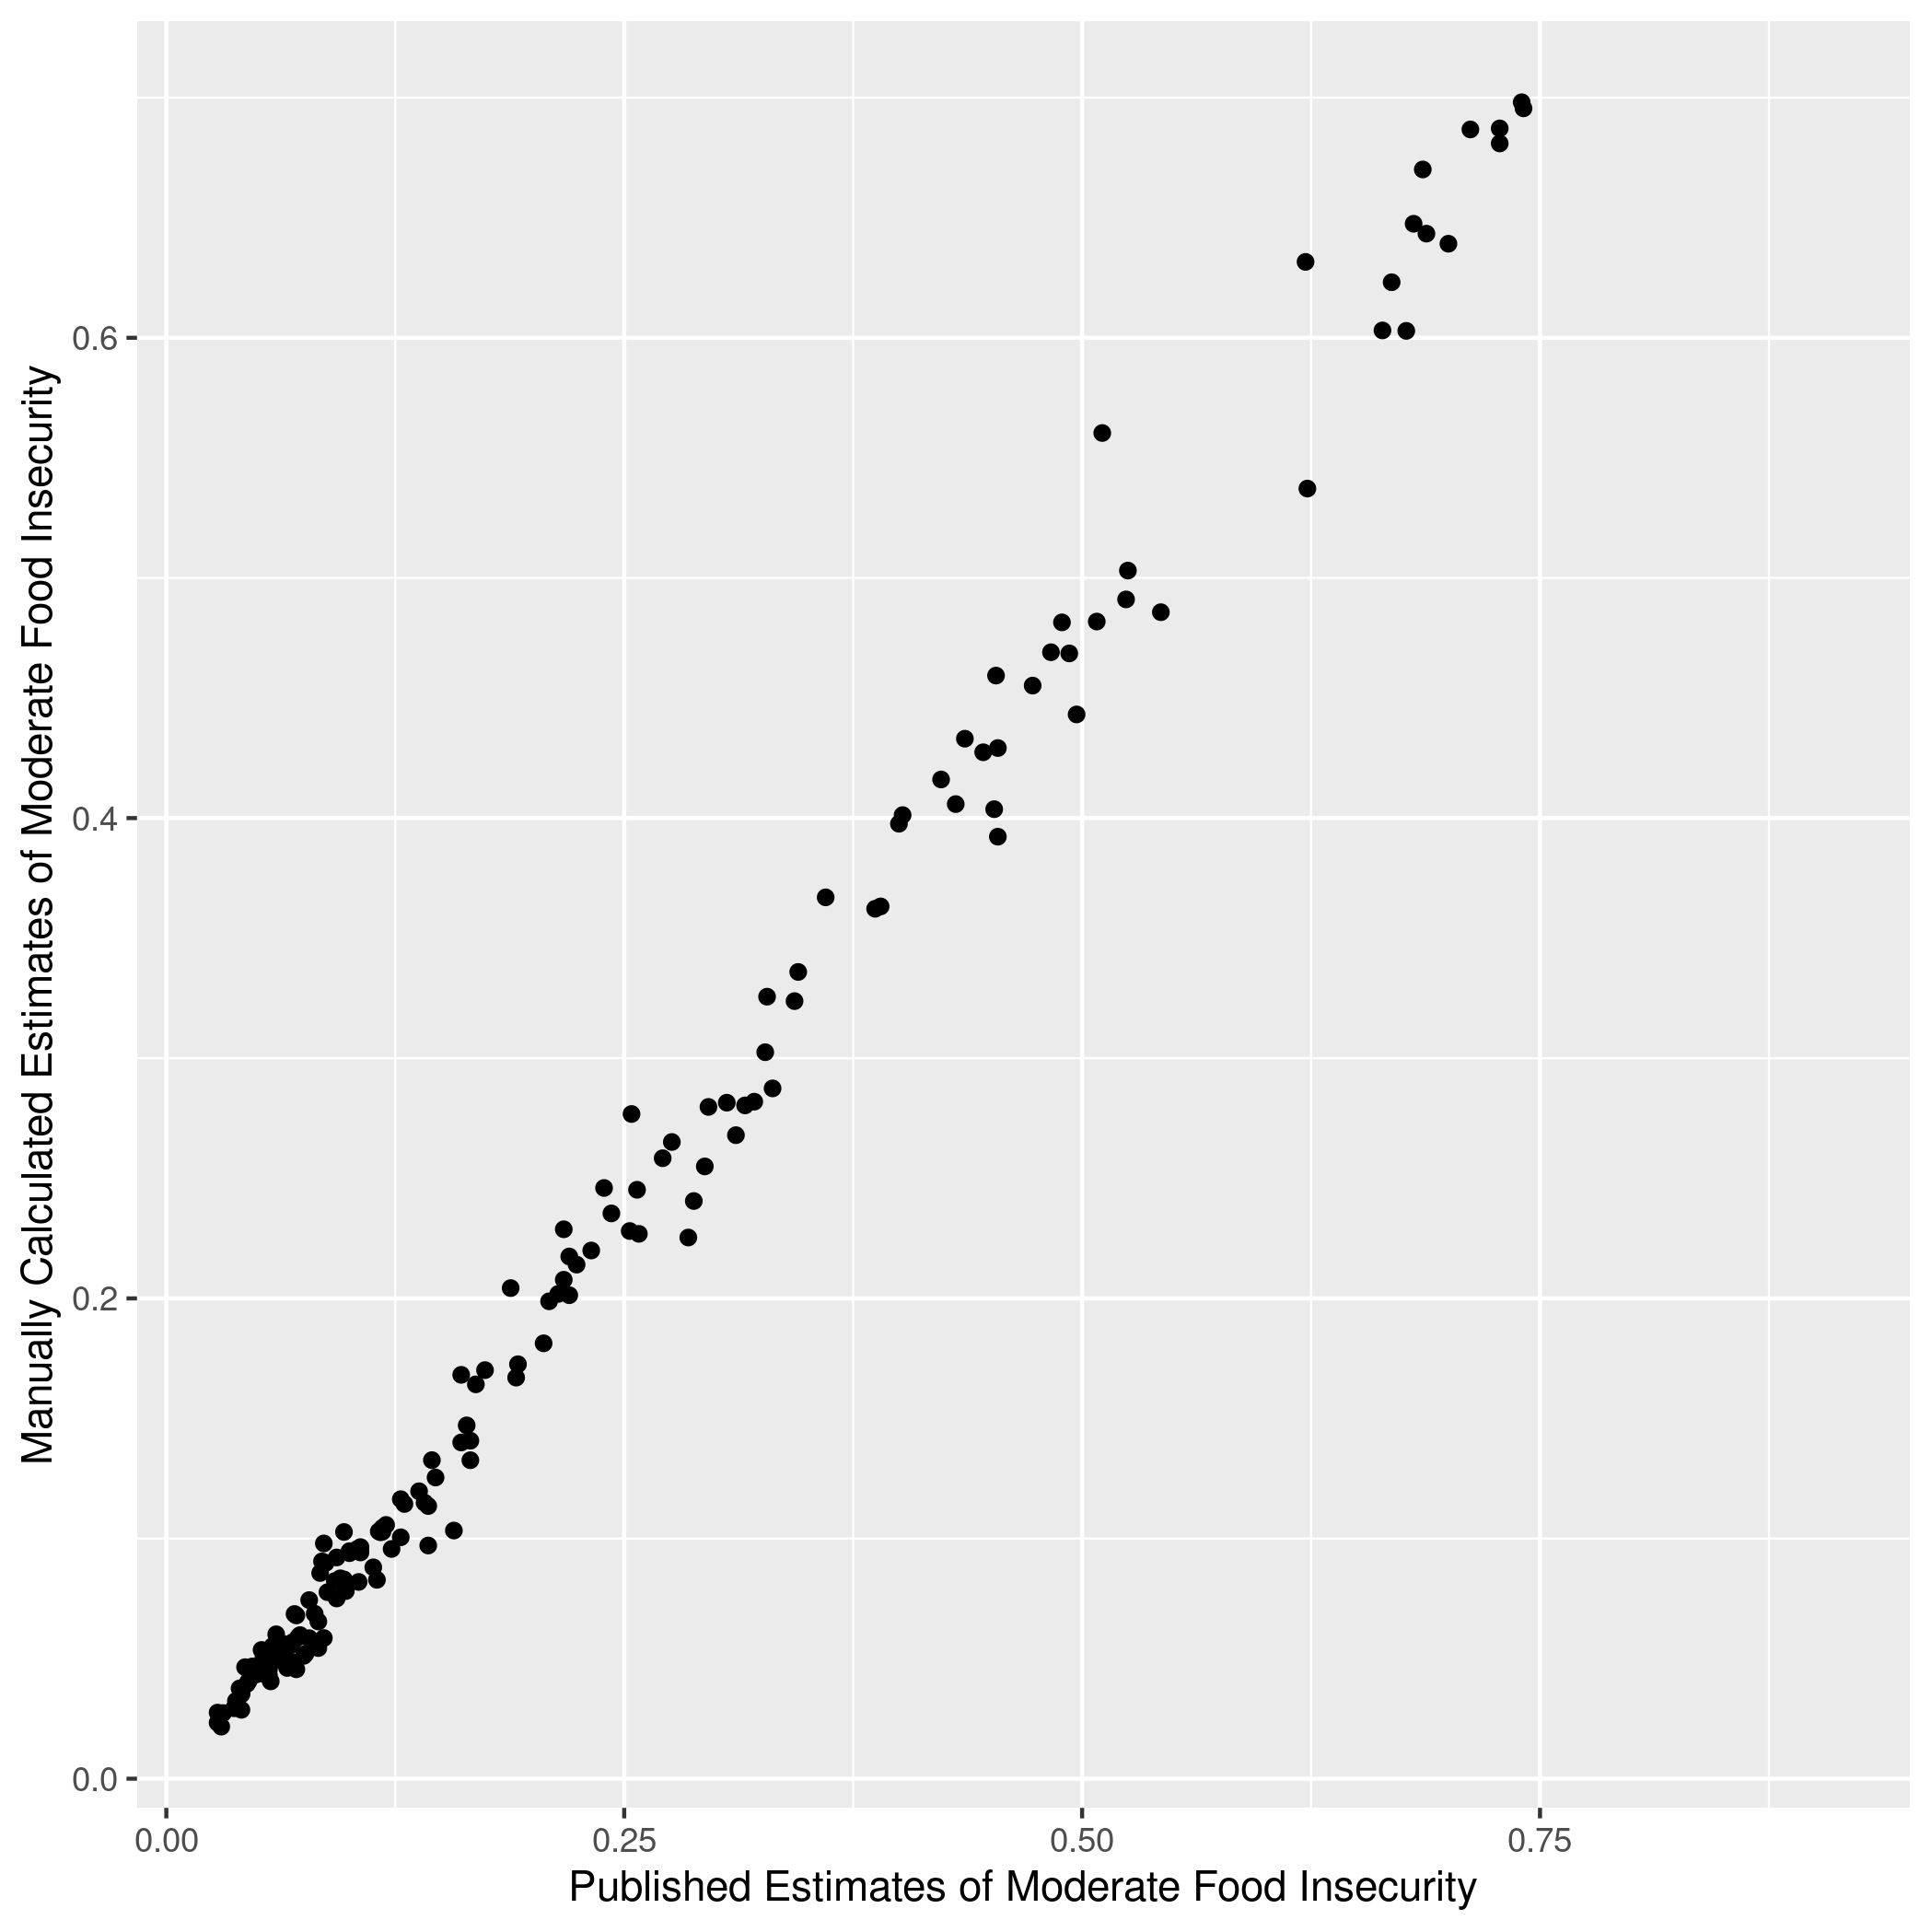 Manually Calculated Estimates of Moderate Food Insecurity
0.6
0.4
0.2
0.0
0.00 0.25 0.50 0.75
Published Estimates of Moderate Food Insecurity